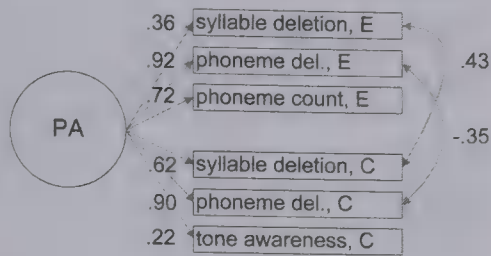 .36 syllable deletion, E
.92 phoneme del., E .43
.72 phoneme count, E
PA
-.35
.62 syllable deletion, C
.90 phoneme del., C
.22 tone awareness, C